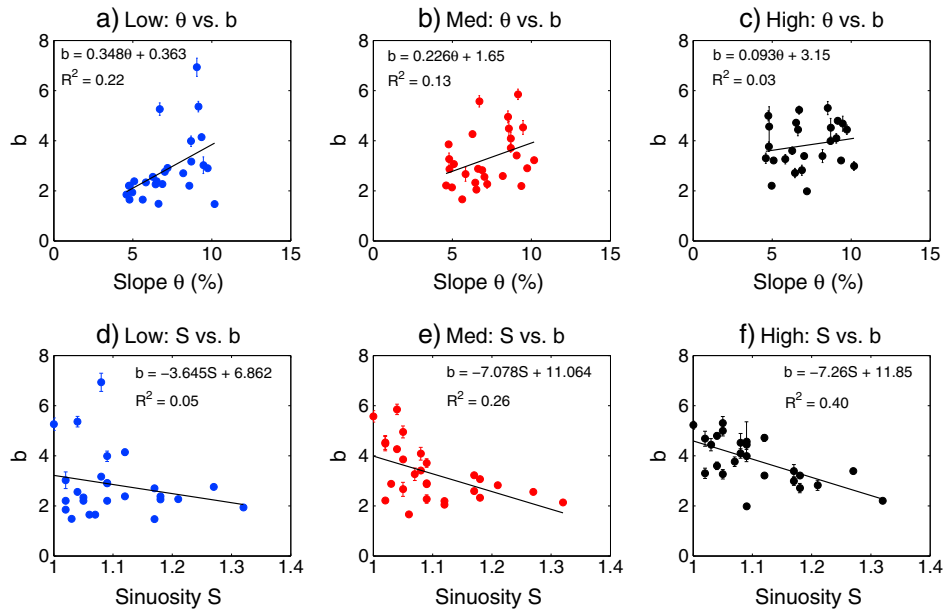 a) Low: θ vs. b
b) Med: θ vs. b
c) High: θ vs. b
8
6
4
2
0
b
b = 0.348θ + 0.363
R² = 0.22
0
5
10
15
Slope θ (%)
8
6
4
2
0
b
b = 0.226θ + 1.65
R² = 0.13
0
5
10
15
Slope θ (%)
8
6
4
2
0
b
b = 0.093θ + 3.15
R² = 0.03
0
5
10
15
Slope θ (%)
d) Low: S vs. b
e) Med: S vs. b
f) High: S vs. b
8
6
4
2
0
b
b = −3.645S + 6.862
R² = 0.05
1
1.1
1.2
1.3
1.4
Sinuosity S
8
6
4
2
0
b
b = −7.078S + 11.064
R² = 0.26
1
1.1
1.2
1.3
1.4
Sinuosity S
8
6
4
2
0
b
b = −7.26S + 11.85
R² = 0.40
1
1.1
1.2
1.3
1.4
Sinuosity S